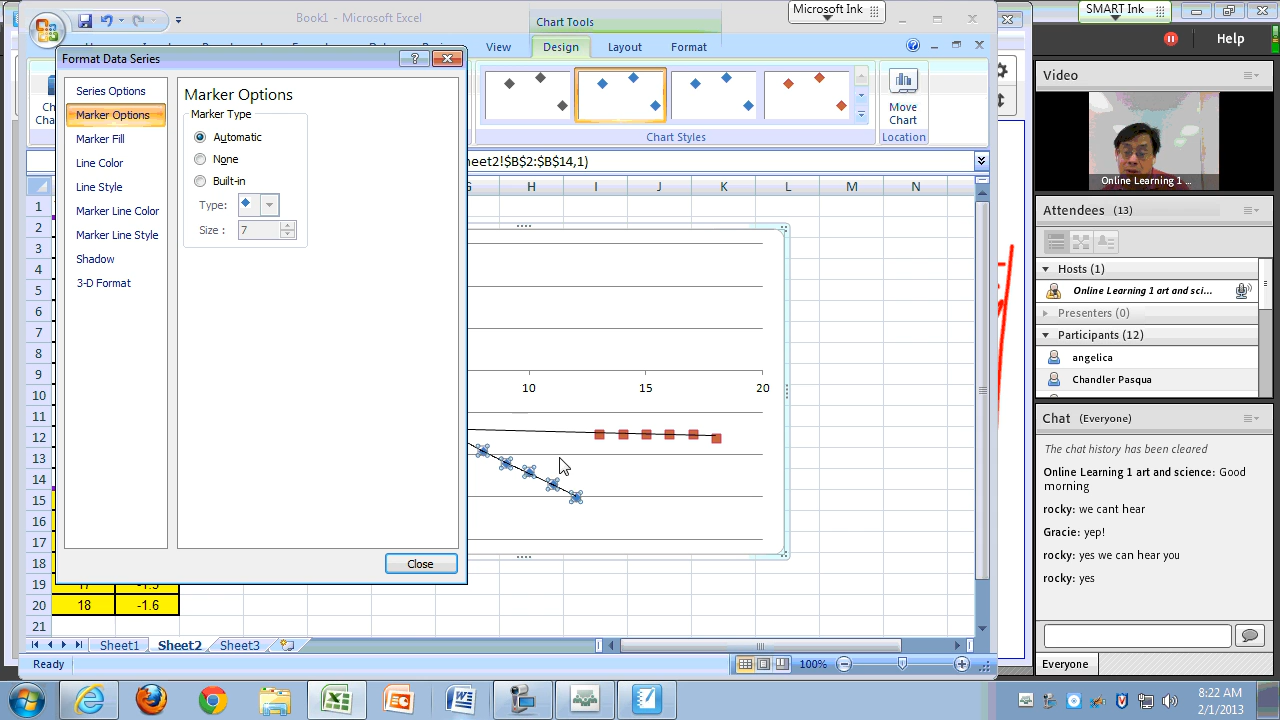 Book1 - Microsoft Excel
Chart Tools
Microsoft Ink
SMART Ink
View
Design
Layout
Format
Help
Format Data Series
Series Options
Marker Options
Marker Fill
Line Color
Line Style
Marker Line Color
Marker Line Style
Shadow
3-D Format
Marker Options
Marker Type
Automatic
None
Built-in
Type:
Size : 7
Close
Chart Styles
Move
Chart
Location
heet2!$B$2:$B$14,1)
H I J K L M N
1
2
3
4
5
6
7
8
9
10
11
12
13
14
15
16
17
18
19
20 18 -1.6
21
10 15 20
Sheet1 Sheet2 Sheet3
Ready
100%
Video
Online Learning 1 ...
Attendees (13)
Hosts (1)
Online Learning 1 art and sci...
Presenters (0)
Participants (12)
angelica
Chandler Pasqua
Chat (Everyone)
The chat history has been cleared
Online Learning 1 art and science: Good
morning
rocky: we cant hear
Gracie: yep!
rocky: yes we can hear you
rocky: yes
Everyone
8:22 AM
2/1/2013